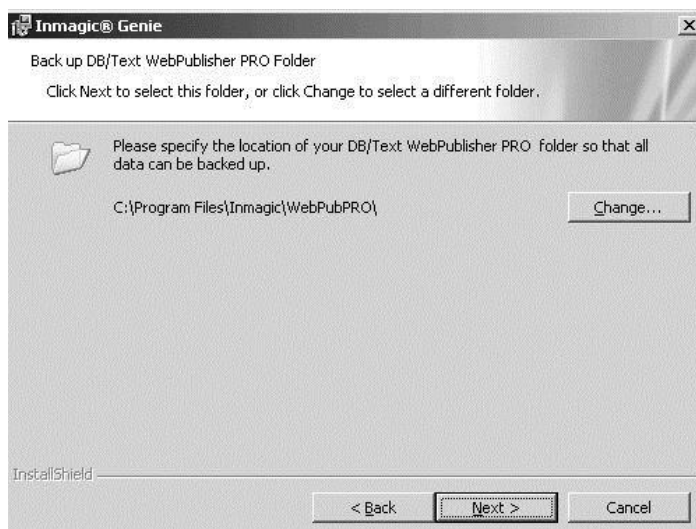 Inmagic® Genie
Back up DB/Text WebPublisher PRO Folder
Click Next to select this folder, or click Change to select a different folder.
Please specify the location of your DB/Text WebPublisher PRO folder so that all
data can be backed up.
C:\Program Files\Inmagic\WebPubPRO\
Change...
InstallShield
< Back
Next >
Cancel